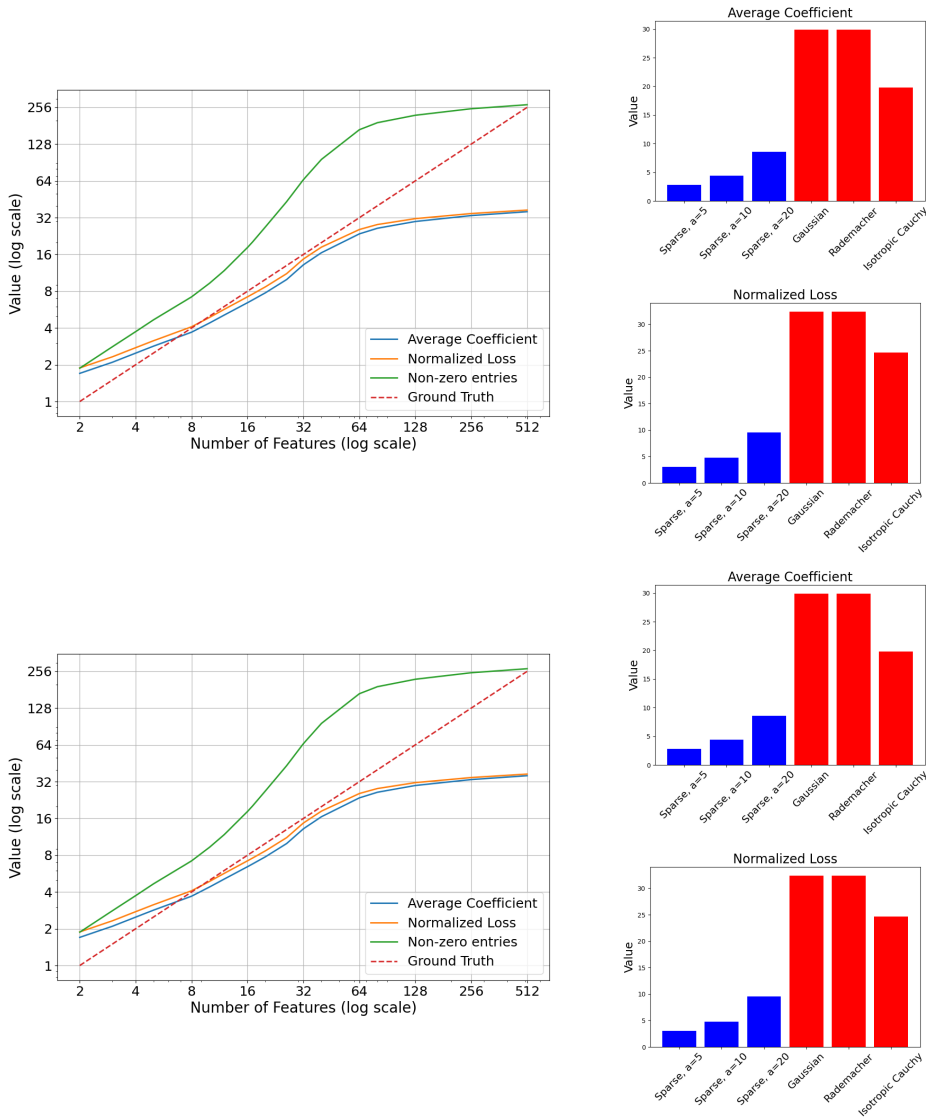 256
128
64
32
16
8
4
2
1
Value (log scale)
2 4 8 16 32 64 128 256 512
Number of Features (log scale)
Average Coefficient
Normalized Loss
Non-zero entries
Ground Truth
Average Coefficient
30
25
20
15
10
5
0
Value
Sparse, a=5
Sparse, a=10
Sparse, a=20
Gaussian
Rademacher
Isotropic Cauchy
Normalized Loss
30
25
20
15
10
5
0
Value
Sparse, a=5
Sparse, a=10
Sparse, a=20
Gaussian
Rademacher
Isotropic Cauchy
256
128
64
32
16
8
4
2
1
Value (log scale)
2 4 8 16 32 64 128 256 512
Number of Features (log scale)
Average Coefficient
Normalized Loss
Non-zero entries
Ground Truth
Average Coefficient
30
25
20
15
10
5
0
Value
Sparse, a=5
Sparse, a=10
Sparse, a=20
Gaussian
Rademacher
Isotropic Cauchy
Normalized Loss
30
25
20
15
10
5
0
Value
Sparse, a=5
Sparse, a=10
Sparse, a=20
Gaussian
Rademacher
Isotropic Cauchy